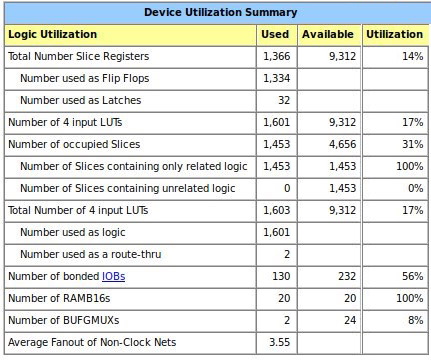 Device Utilization Summary
Logic Utilization Used Available Utilization
Total Number Slice Registers 1,366 9,312 14%
Number used as Flip Flops 1,334
Number used as Latches 32
Number of 4 input LUTs 1,601 9,312 17%
Number of occupied Slices 1,453 4,656 31%
Number of Slices containing only related logic 1,453 1,453 100%
Number of Slices containing unrelated logic 0 1,453 0%
Total Number of 4 input LUTs 1,603 9,312 17%
Number used as logic 1,601
Number used as a route-thru 2
Number of bonded IOBs 130 232 56%
Number of RAMB16s 20 20 100%
Number of BUFGMUXs 2 24 8%
Average Fanout of Non-Clock Nets 3.55